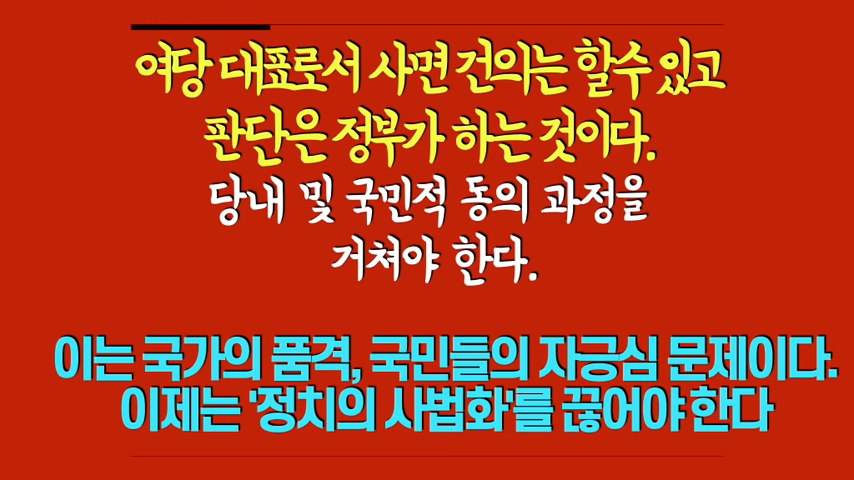 여당 대표로서 사면 건의는 할수 있고
판단은 정부가 하는 것이다.
당내 및 국민적 동의 과정을
거쳐야 한다.
이는 국가의 품격, 국민들의 자긍심 문제이다.
이제는 '정치의 사법화'를 끊어야 한다